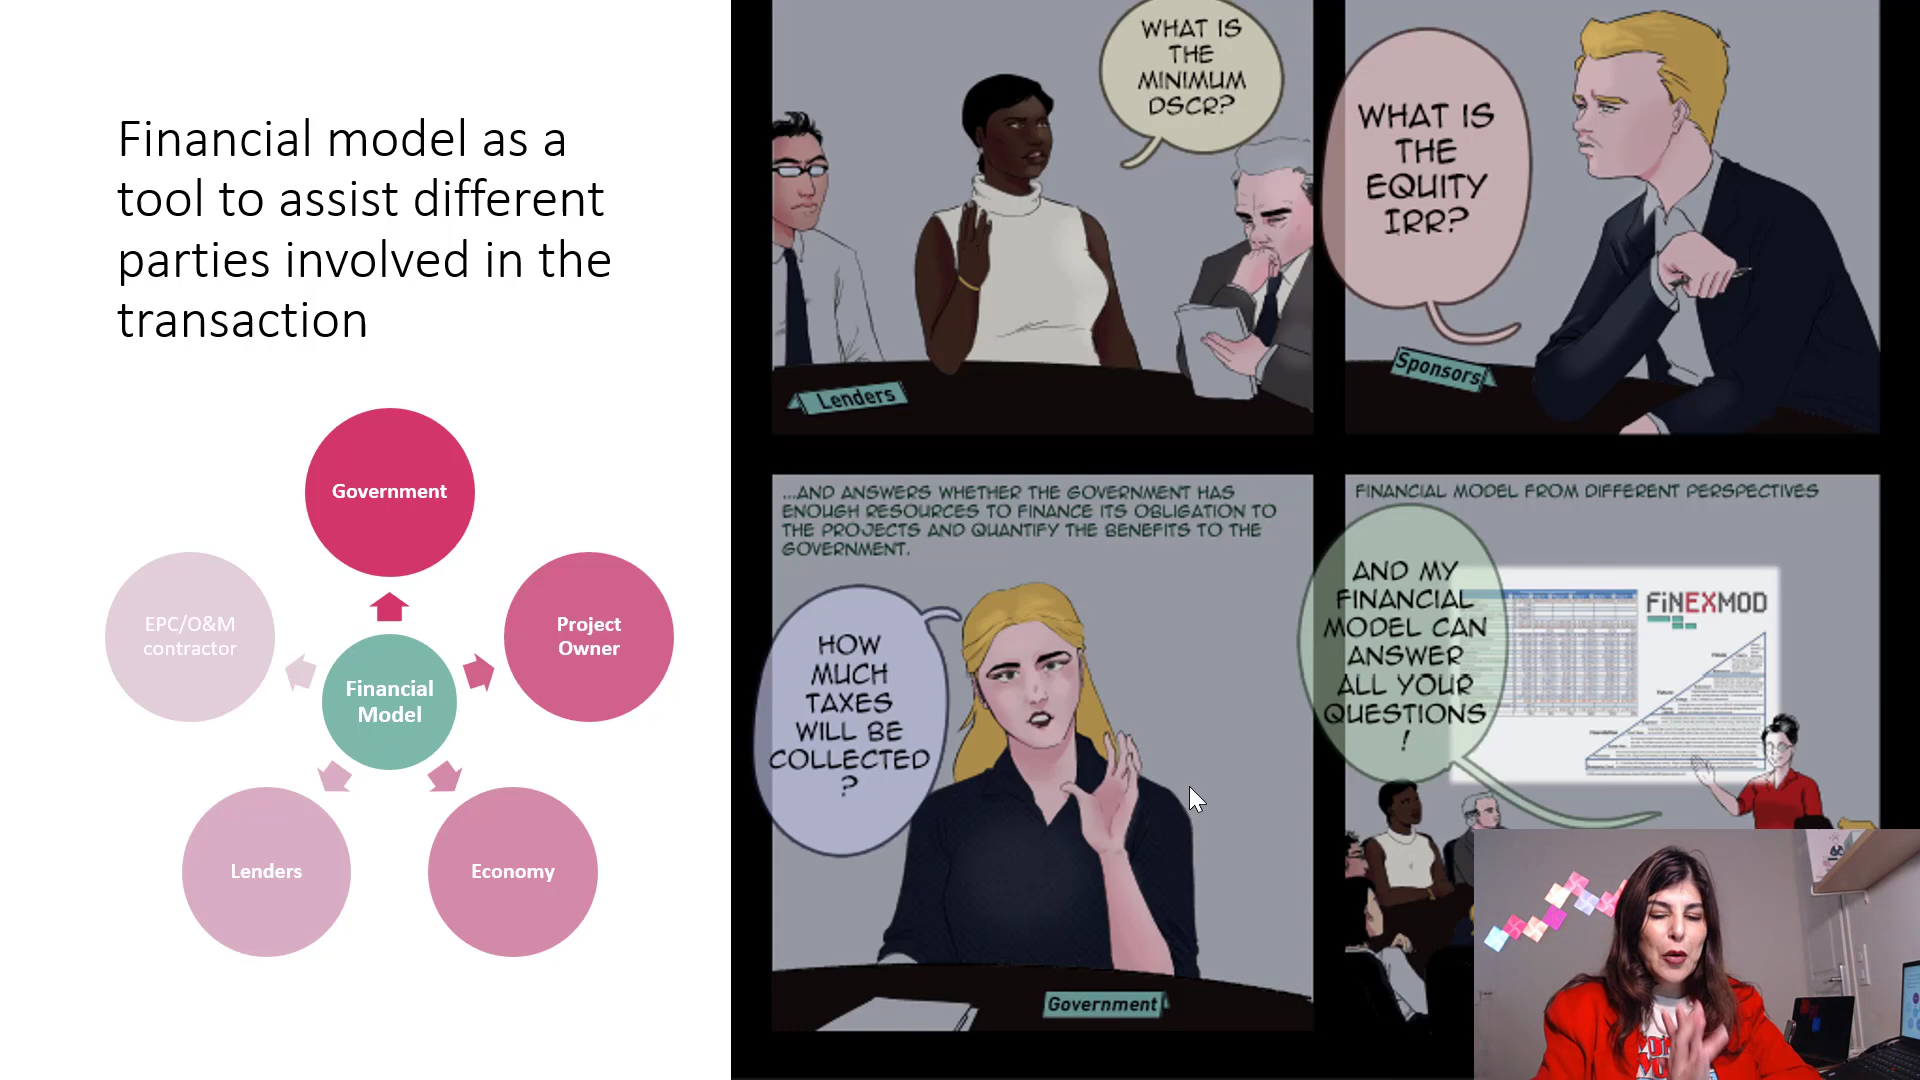 Financial model as a
tool to assist different
parties involved in the
transaction
Government
EPC/O&M
contractor
Project
Owner
Financial
Model
Lenders
Economy
WHAT IS
THE
MINIMUM
DSCR?
Lenders
WHAT IS
THE
EQUITY
IRR?
Sponsors
...AND ANSWERS WHETHER THE GOVERNMENT HAS
ENOUGH RESOURCES TO FINANCE ITS OBLIGATION TO
THE PROJECTS AND QUANTIFY THE BENEFITS TO THE
GOVERNMENT.
HOW
MUCH
TAXES
WILL BE
COLLECTED
?
Government
FINANCIAL MODEL FROM DIFFERENT PERSPECTIVES
AND MY
FINANCIAL
MODEL CAN
ANSWER
ALL YOUR
QUESTIONS
!
FINEXMOD